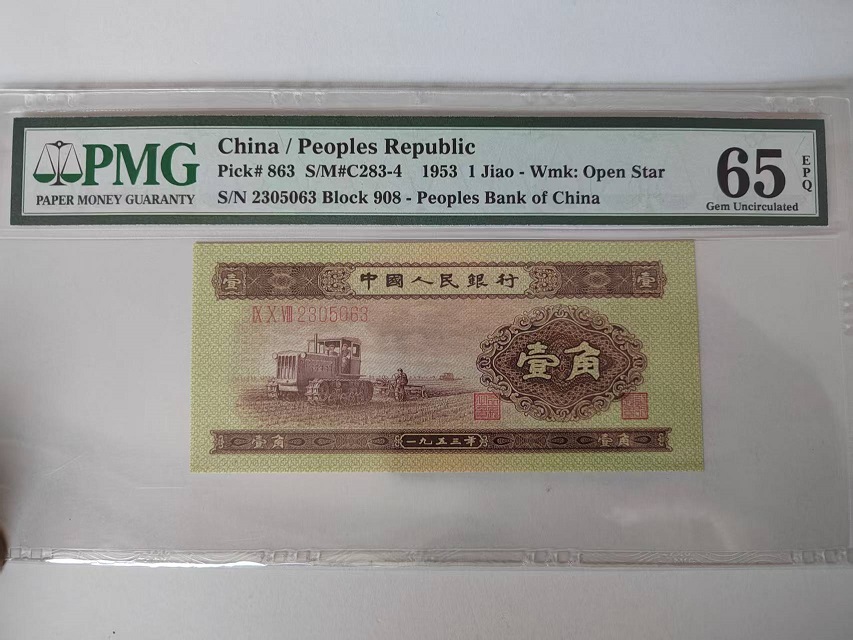 PMG
PAPER MONEY GUARANTY
China / Peoples Republic
Pick# 863 S/M#C283-4 1953 1 Jiao - Wmk: Open Star
S/N 2305063 Block 908 - Peoples Bank of China
65 EPQ
Gem Uncirculated
壹 中國人民銀行 壹
IX X VIII 2305063
壹角
壹角 一九五三年 壹角